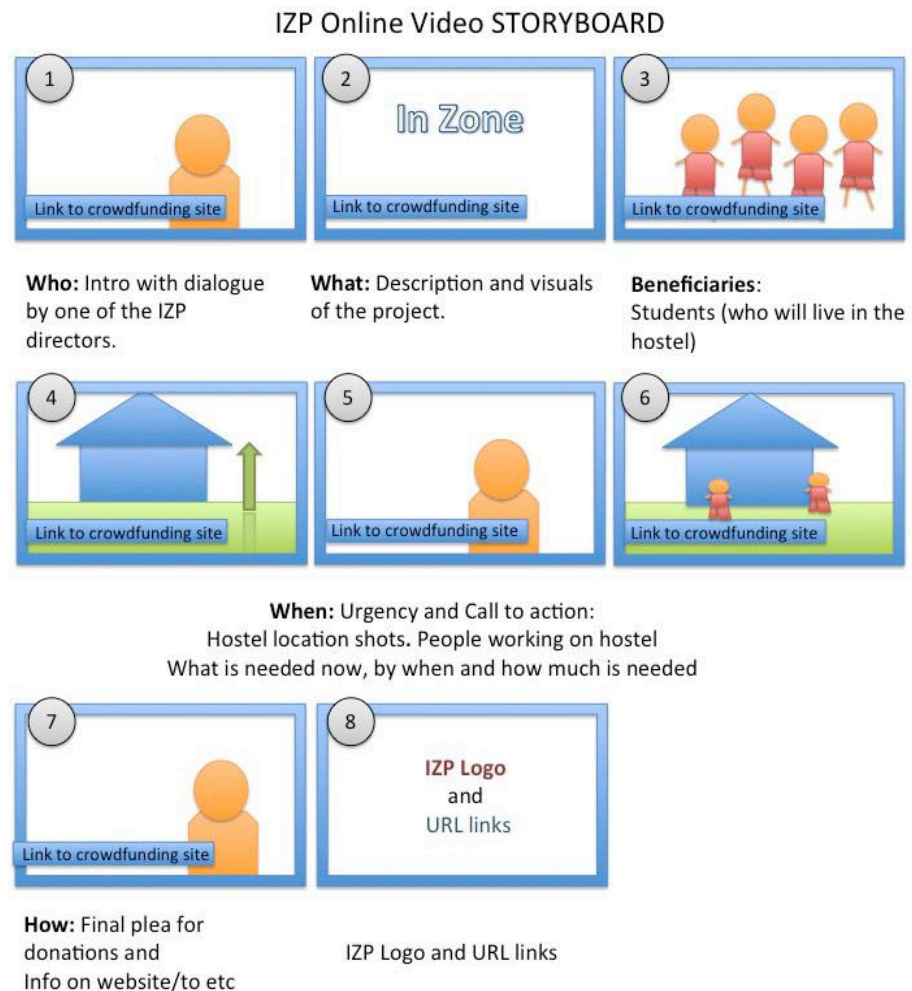 IZP Online Video STORYBOARD
1
Link to crowdfunding site
2
In Zone
Link to crowdfunding site
3
Link to crowdfunding site
Who: Intro with dialogue
by one of the IZP
directors.
What: Description and visuals
of the project.
Beneficiaries:
Students (who will live in the
hostel)
4
Link to crowdfunding site
5
Link to crowdfunding site
6
Link to crowdfunding site
When: Urgency and Call to action:
Hostel location shots. People working on hostel
What is needed now, by when and how much is needed
7
Link to crowdfunding site
8
IZP Logo
and
URL links
How: Final plea for
donations and
Info on website/to etc
IZP Logo and URL links